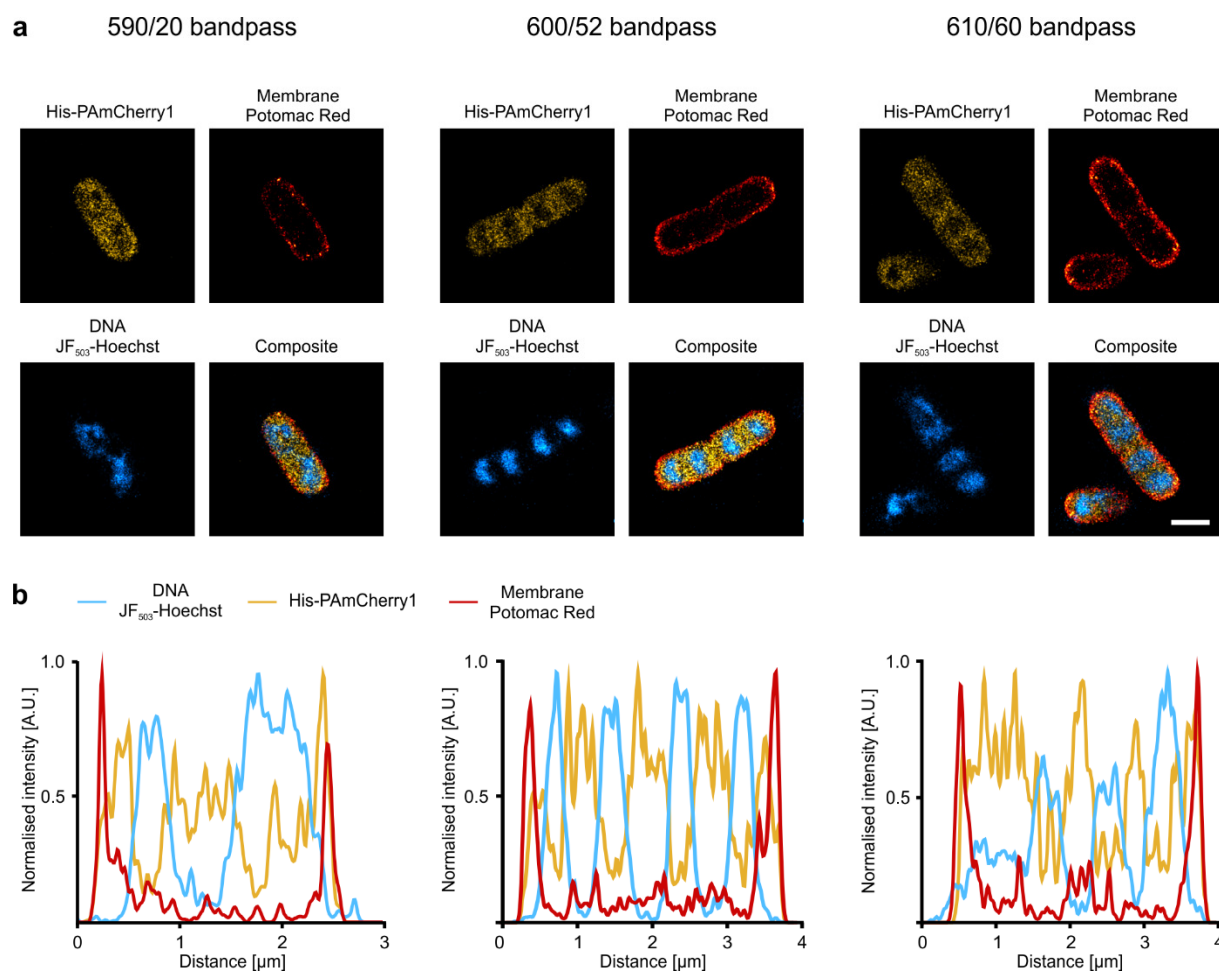 a
590/20 bandpass
600/52 bandpass
610/60 bandpass
His-PAmCherry1
Membrane
Potomac Red
His-PAmCherry1
Membrane
Potomac Red
His-PAmCherry1
Membrane
Potomac Red
DNA
JF503-Hoechst
Composite
DNA
JF503-Hoechst
Composite
DNA
JF503-Hoechst
Composite
b
DNA
JF503-Hoechst
His-PAmCherry1
Membrane
Potomac Red
Normalised intensity [A.U.]
1.0
0.5
0
1
2
3
Distance [µm]
Normalised intensity [A.U.]
1.0
0.5
0
1
2
3
4
Distance [µm]
Normalised intensity [A.U.]
1.0
0.5
0
1
2
3
4
Distance [µm]